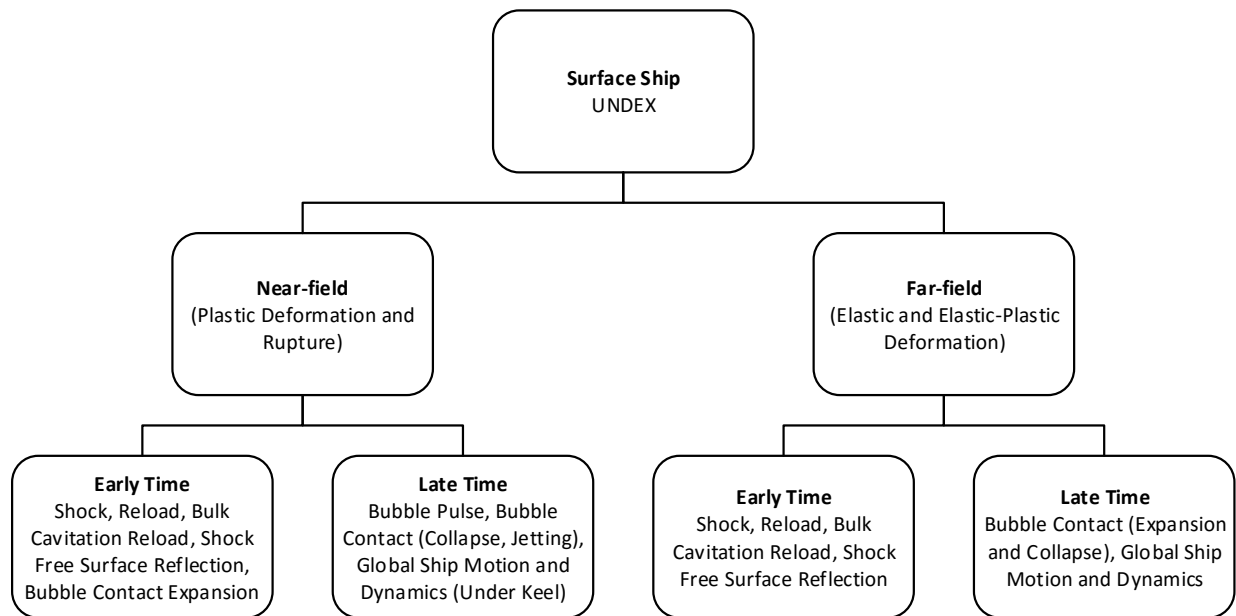 Surface Ship
UNDEX
Near-field
(Plastic Deformation and
Rupture)
Far-field
(Elastic and Elastic-Plastic
Deformation)
Early Time
Shock, Reload, Bulk
Cavitation Reload, Shock
Free Surface Reflection,
Bubble Contact Expansion
Late Time
Bubble Pulse, Bubble
Contact (Collapse, Jetting),
Global Ship Motion and
Dynamics (Under Keel)
Early Time
Shock, Reload, Bulk
Cavitation Reload, Shock
Free Surface Reflection
Late Time
Bubble Contact (Expansion
and Collapse), Global Ship
Motion and Dynamics